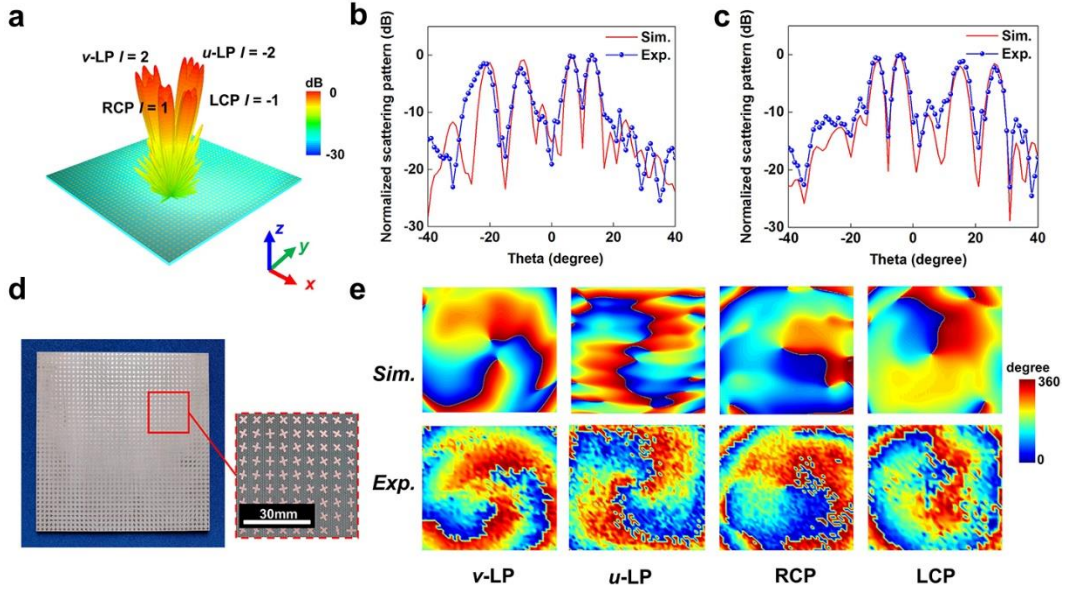 a
v-LP l = 2
u-LP l = -2
RCP l = 1
LCP l = -1
dB
0
-30
z
y
x
b
Normalized scattering pattern (dB)
0
-10
-20
-30
-40
-20
0
20
40
Theta (degree)
Sim.
Exp.
c
Normalized scattering pattern (dB)
0
-10
-20
-30
-40
-20
0
20
40
Theta (degree)
Sim.
Exp.
d
30mm
e
Sim.
Exp.
degree
360
0
v-LP
u-LP
RCP
LCP